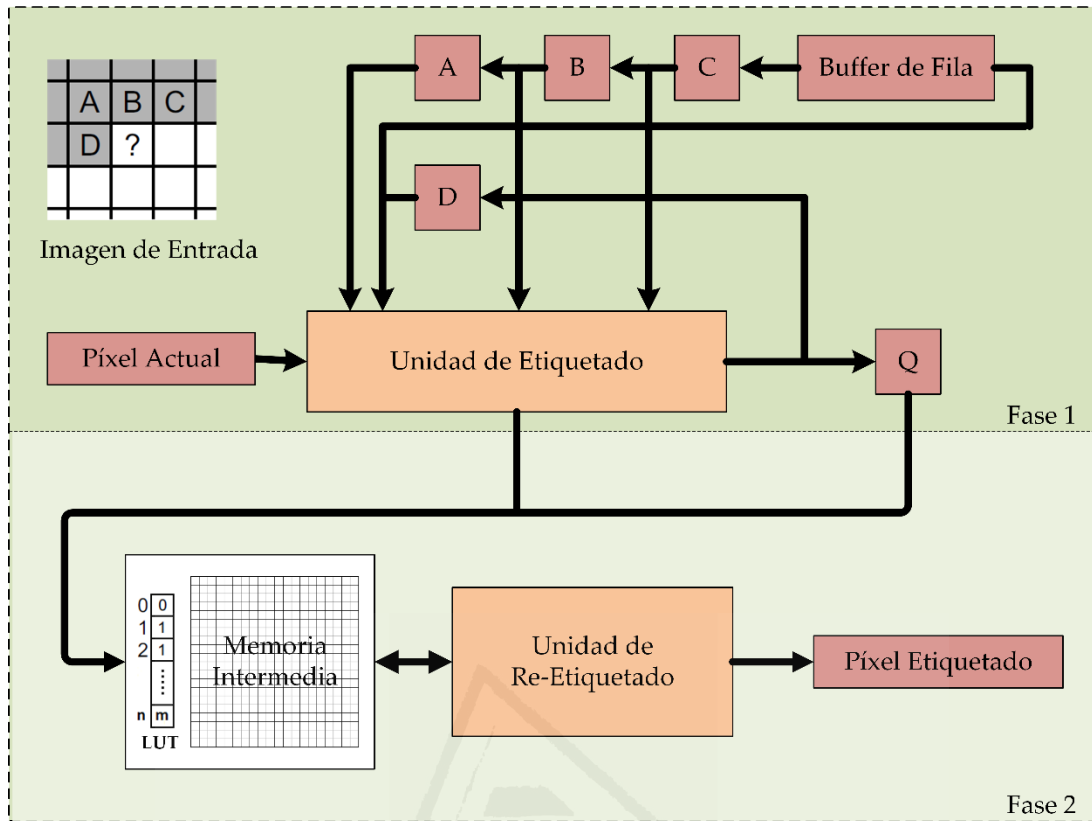 A B C Buffer de Fila
A B C
D ?
D
Imagen de Entrada
Píxel Actual
Unidad de Etiquetado
Q
Fase 1
0 0
1 1
2 1
......
n m
LUT
Memoria
Intermedia
Unidad de
Re-Etiquetado
Píxel Etiquetado
Fase 2